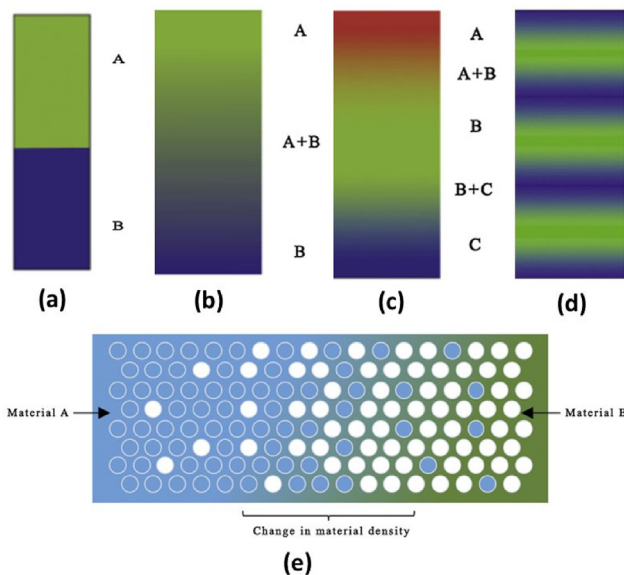 A
B
(a)
A
A+B
B
(b)
A
A+B
B
B+C
C
(c)
(d)
Material A
Material B
Change in material density
(e)